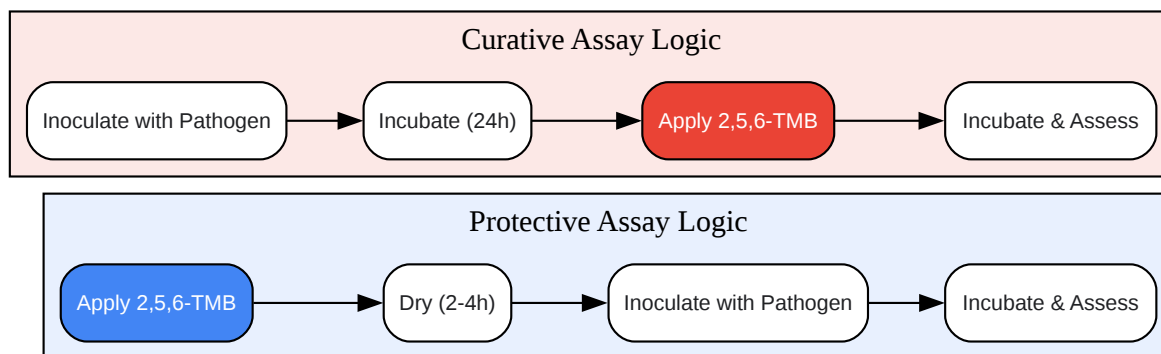 Curative Assay Logic
Inoculate with Pathogen
Incubate (24h)
Apply 2,5,6-TMB
Incubate & Assess
Protective Assay Logic
Apply 2,5,6-TMB
Dry (2-4h)
Inoculate with Pathogen
Incubate & Assess